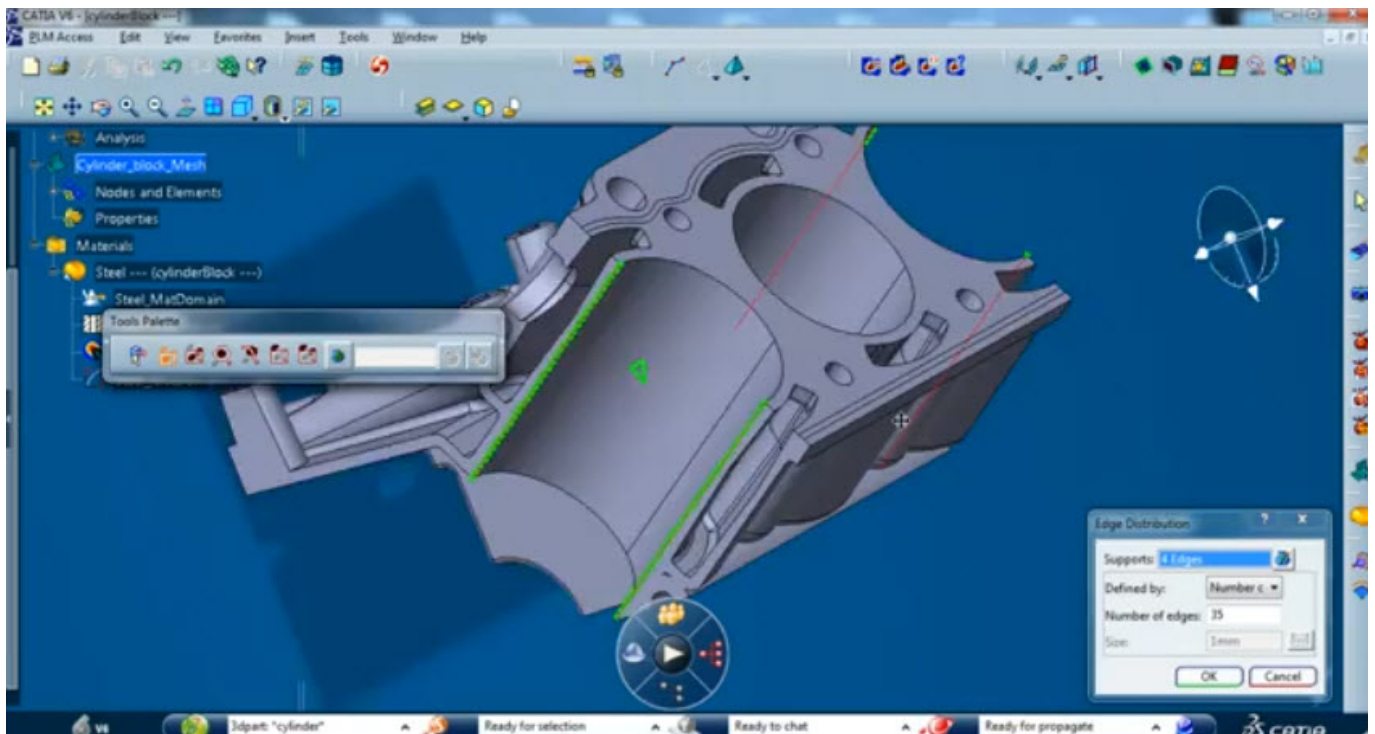 CATIA V6 - [cylinderBlock ---]
PLM Access Edit View Favorites Insert Tools Window Help
Analysis
Cylinder_block_Mesh
Nodes and Elements
Properties
Materials
Steel --- (cylinderBlock ---)
Steel_MatDomain
Tools Palette
Edge Distribution ? X
Supports: 4 Edges
Defined by: Number c
Number of edges: 35
Size: 1mm
OK Cancel
V6 3dpart: "cylinder" Ready for selection Ready to chat Ready for propagate CATIA